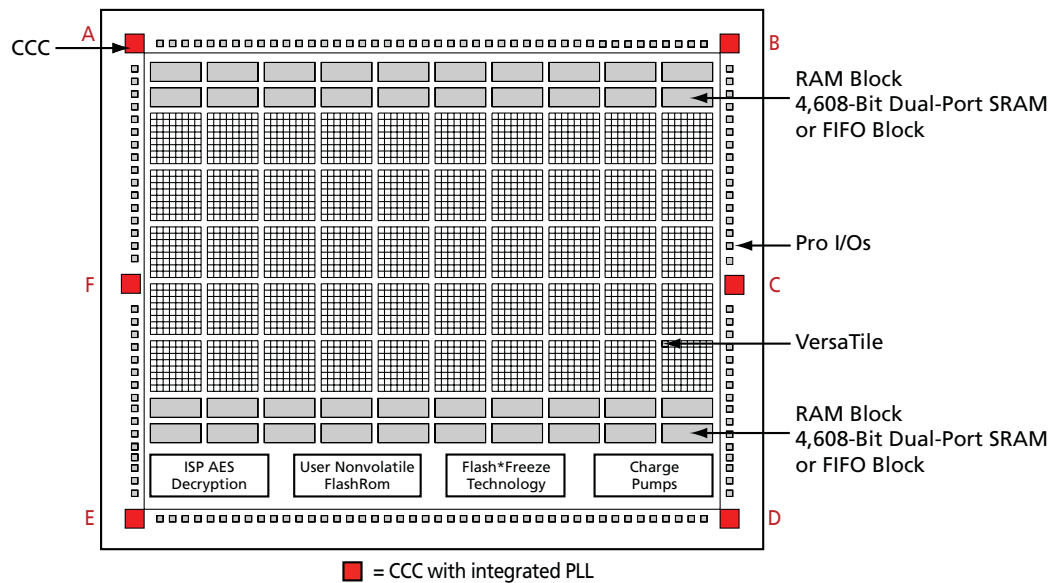 A
CCC
B
RAM Block
4,608-Bit Dual-Port SRAM
or FIFO Block
Pro I/Os
F
C
VersaTile
RAM Block
4,608-Bit Dual-Port SRAM
or FIFO Block
ISP AES
Decryption
User Nonvolatile
FlashRom
Flash*Freeze
Technology
Charge
Pumps
E
D
= CCC with integrated PLL